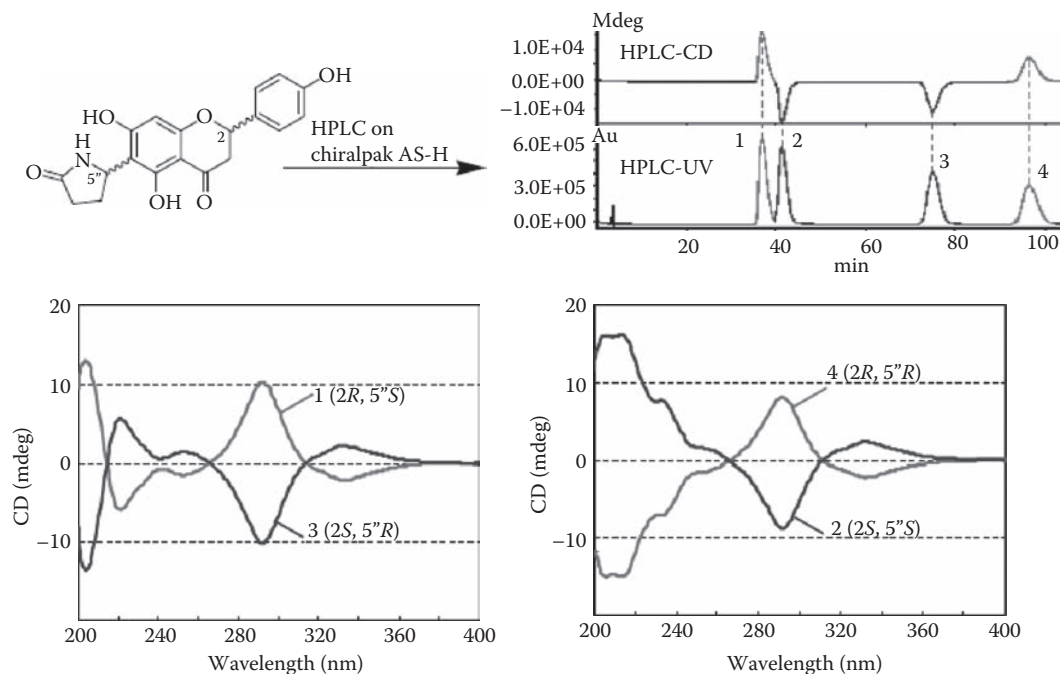 OH
HO
O
2
H
N
5"
O
OH
O
HPLC on
chiralpak AS-H
Mdeg
1.0E+04
0.0E+00
−1.0E+04
HPLC-CD
Au
6.0E+05
3.0E+05
0.0E+00
HPLC-UV
1
2
3
4
20
40
60
80
100
min
20
10
0
−10
CD (mdeg)
1 (2R, 5"S)
3 (2S, 5"R)
200
240
280
320
360
400
Wavelength (nm)
20
10
0
−10
CD (mdeg)
4 (2R, 5"R)
2 (2S, 5"S)
200
240
280
320
360
400
Wavelength (nm)